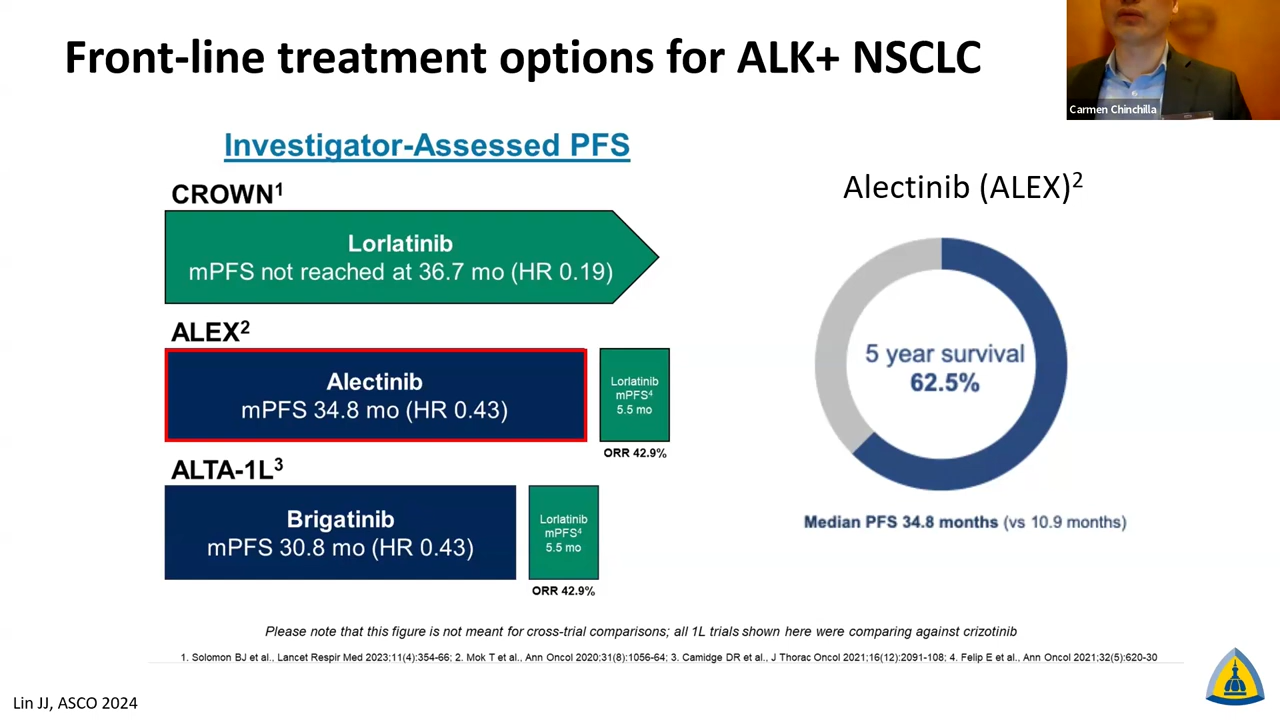 Front-line treatment options for ALK+ NSCLC
Carmen Chinchilla
Investigator-Assessed PFS
CROWN1
Lorlatinib
mPFS not reached at 36.7 mo (HR 0.19)
ALEX2
Alectinib
mPFS 34.8 mo (HR 0.43)
Lorlatinib
mPFS4
5.5 mo
ORR 42.9%
ALTA-1L3
Brigatinib
mPFS 30.8 mo (HR 0.43)
Lorlatinib
mPFS4
5.5 mo
ORR 42.9%
Alectinib (ALEX)2
5 year survival
62.5%
Median PFS 34.8 months (vs 10.9 months)
Please note that this figure is not meant for cross-trial comparisons; all 1L trials shown here were comparing against crizotinib
1. Solomon BJ et al., Lancet Respir Med 2023;11(4):354-66; 2. Mok T et al., Ann Oncol 2020;31(8):1056-64; 3. Camidge DR et al., J Thorac Oncol 2021;16(12):2091-108; 4. Felip E et al., Ann Oncol 2021;32(5):620-30
Lin JJ, ASCO 2024